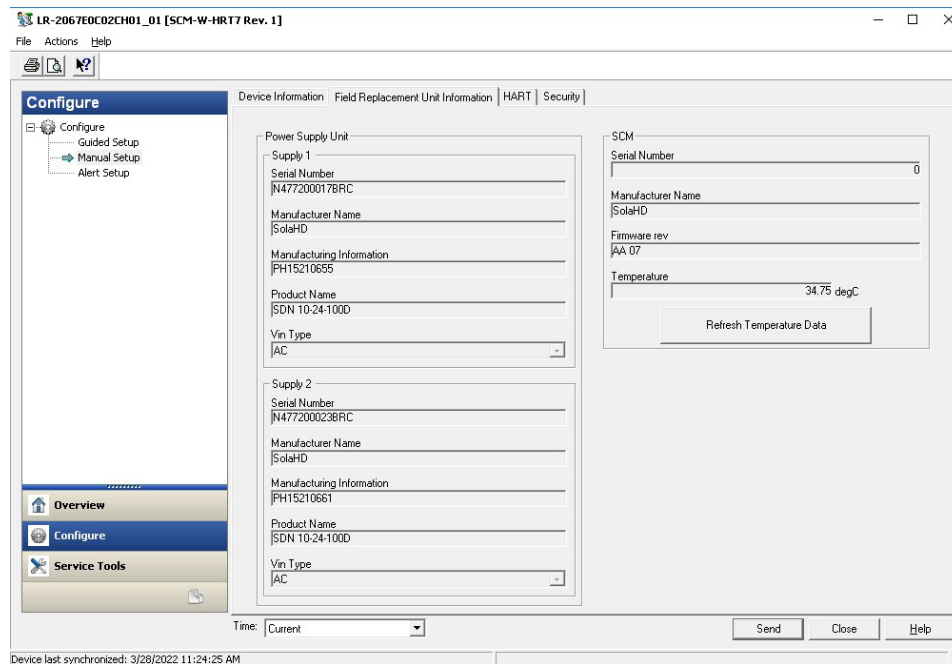 LR-2067E0C02CH01_01 [SCM-W-HRT7 Rev. 1]
File Actions Help
Configure
Configure
Guided Setup
Manual Setup
Alert Setup
Overview
Configure
Service Tools
Device Information Field Replacement Unit Information HART Security
Power Supply Unit
Supply 1
Serial Number
N477200017BRC
Manufacturer Name
SolaHD
Manufacturing Information
PH15210655
Product Name
SDN 10-24-100D
Vin Type
AC
Supply 2
Serial Number
N477200023BRC
Manufacturer Name
SolaHD
Manufacturing Information
PH15210661
Product Name
SDN 10-24-100D
Vin Type
AC
SCM
Serial Number
0
Manufacturer Name
SolaHD
Firmware rev
AA 07
Temperature
34.75 degC
Refresh Temperature Data
Time: Current
Send Close Help
Device last synchronized: 3/28/2022 11:24:25 AM